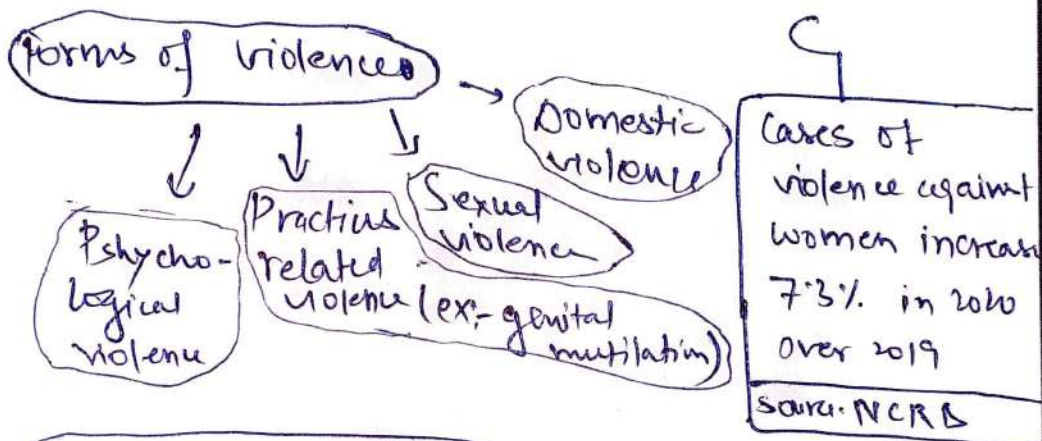 Forms of violence
Domestic
violence
Sexual
violence
Practius
related
violence (ex:- genital
mutilation)
Pshycho-
logical
violence
Cases of
violence against
women increase
7.3% in 2020
over 2019
source: NCRB